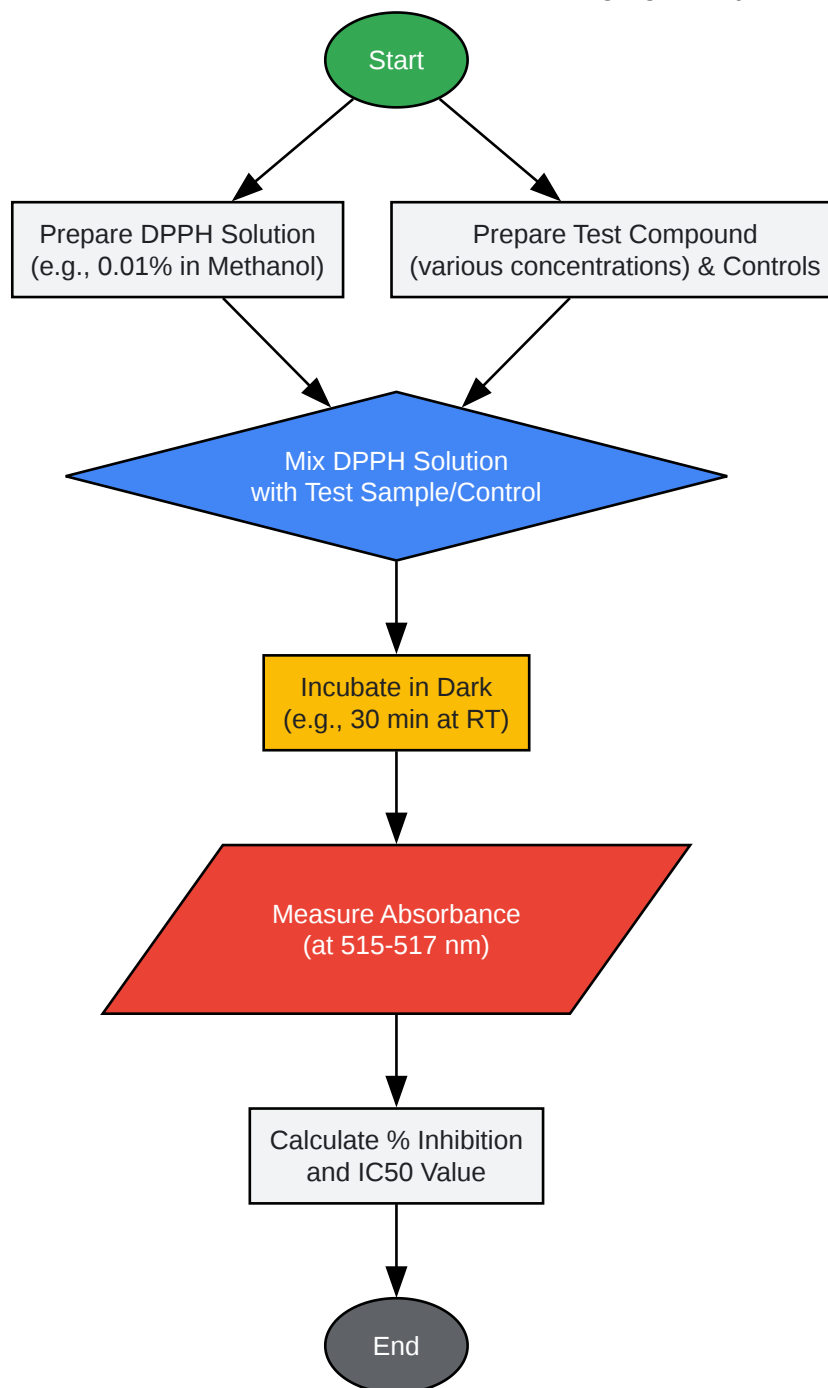 Start
Prepare DPPH Solution
(e.g., 0.01% in Methanol)
Prepare Test Compound
(various concentrations) & Controls
Mix DPPH Solution
with Test Sample/Control
Incubate in Dark
(e.g., 30 min at RT)
Measure Absorbance
(at 515-517 nm)
Calculate % Inhibition
and IC50 Value
End